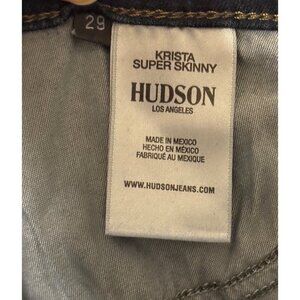 29
KRISTA
SUPER SKINNY
HUDSON
LOS ANGELES
MADE IN MEXICO
HECHO EN MÉXICO
FABRIQUÉ AU MEXIQUE
WWW.HUDSONJEANS.COM